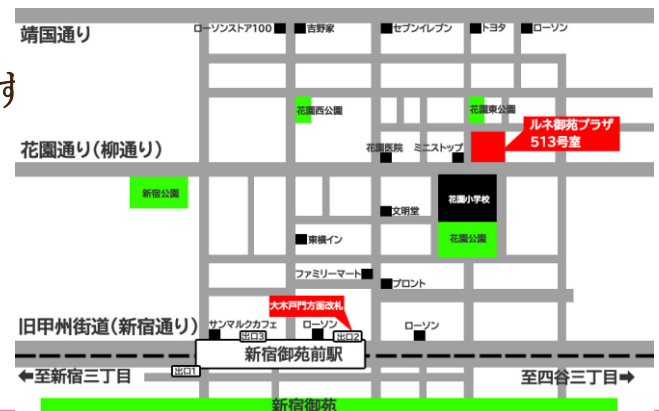 靖国通り
ローソンストア100
吉野家
セブンイレブン
トヨタ
ローソン
す
花園西公園
花園東公園
ルネ御苑プラザ
513号室
花園通り(柳通り)
花園医院
ミニストップ
新宿公園
花園小学校
文明堂
東横イン
花園公園
ファミリーマート
プロント
大木戸門方面改札
旧甲州街道(新宿通り)
サンマルクカフェ
ローソン
ローソン
出口3
出口2
新宿御苑前駅
出口1
←至新宿三丁目
至四谷三丁目→
新宿御苑